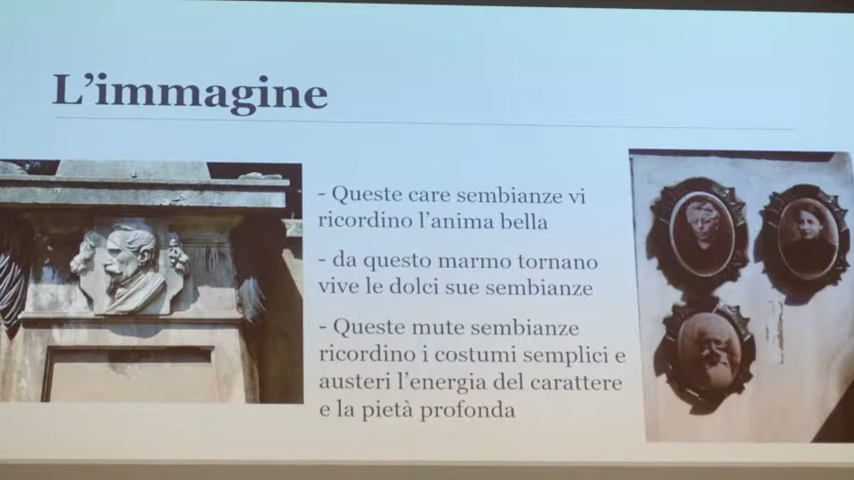 L'immagine
- Queste care sembianze vi
ricordino l'anima bella
- da questo marmo tornano
vive le dolci sue sembianze
- Queste mute sembianze
ricordino i costumi semplici e
austeri l'energia del carattere
e la pietà profonda